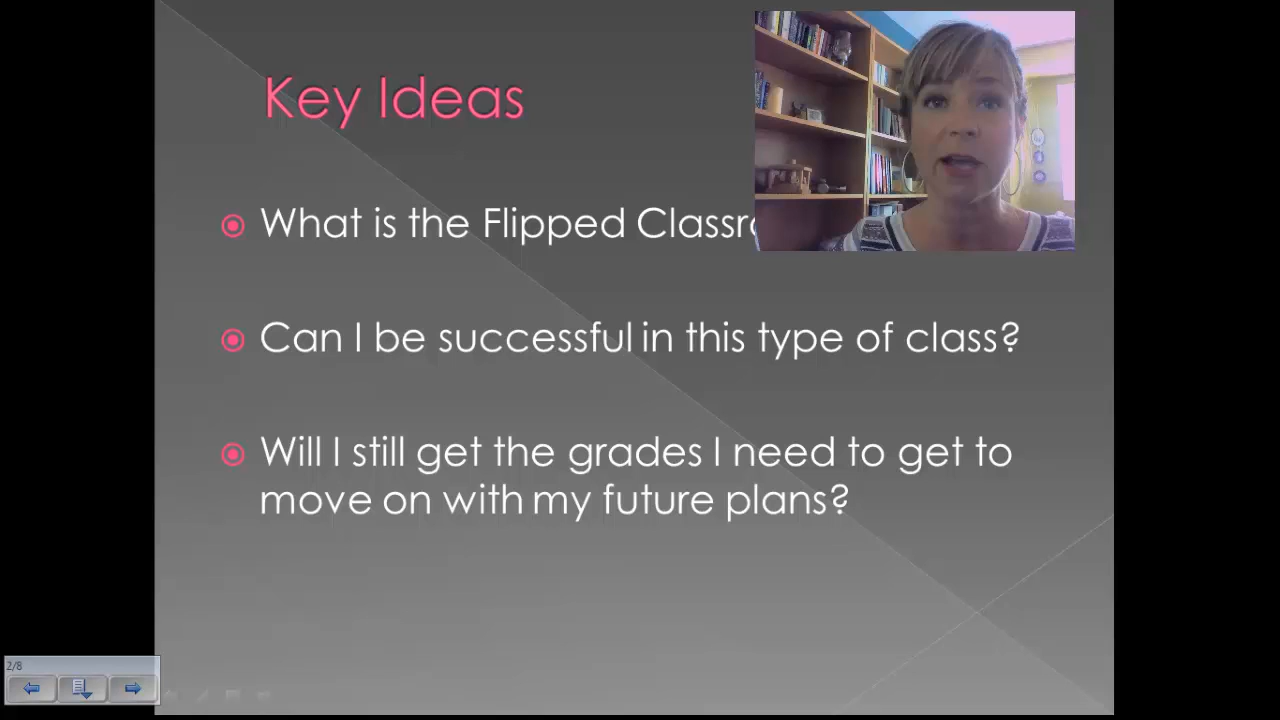 Key Ideas
What is the Flipped
Can I be successful in this type of class?
Will I still get the grades I need to get to
move on with my future plans?
2/8